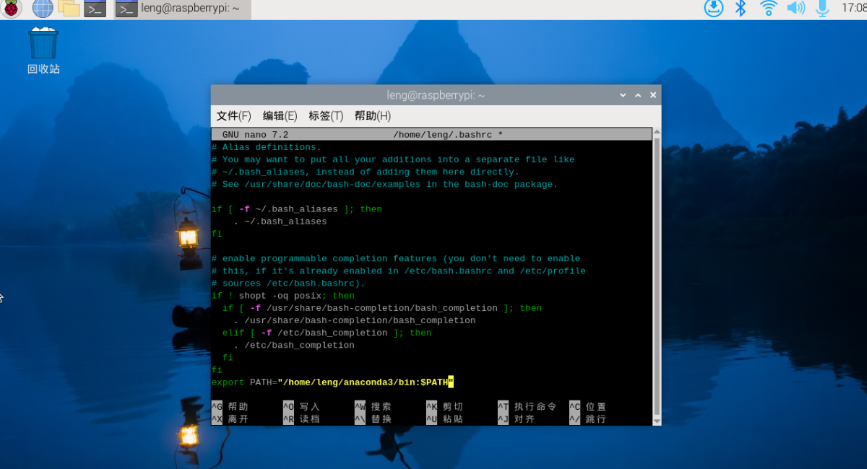 leng@raspberrypi: ~
17:08
回收站
leng@raspberrypi: ~
文件(F) 编辑(E) 标签(T) 帮助(H)
GNU nano 7.2 /home/leng/.bashrc *
# Alias definitions.
# You may want to put all your additions into a separate file like
# ~/.bash_aliases, instead of adding them here directly.
# See /usr/share/doc/bash-doc/examples in the bash-doc package.
if [ -f ~/.bash_aliases ]; then
. ~/.bash_aliases
fi
# enable programmable completion features (you don't need to enable
# this, if it's already enabled in /etc/bash.bashrc and /etc/profile
# sources /etc/bash.bashrc).
if ! shopt -oq posix; then
if [ -f /usr/share/bash-completion/bash_completion ]; then
. /usr/share/bash-completion/bash_completion
elif [ -f /etc/bash_completion ]; then
. /etc/bash_completion
fi
fi
export PATH="/home/leng/anaconda3/bin:$PATH"
^G 帮助 ^O 写入 ^W 搜索 ^K 剪切 ^T 执行命令 ^C 位置
^X 离开 ^R 读档 ^\ 替换 ^U 粘贴 ^J 对齐 ^/ 跳行